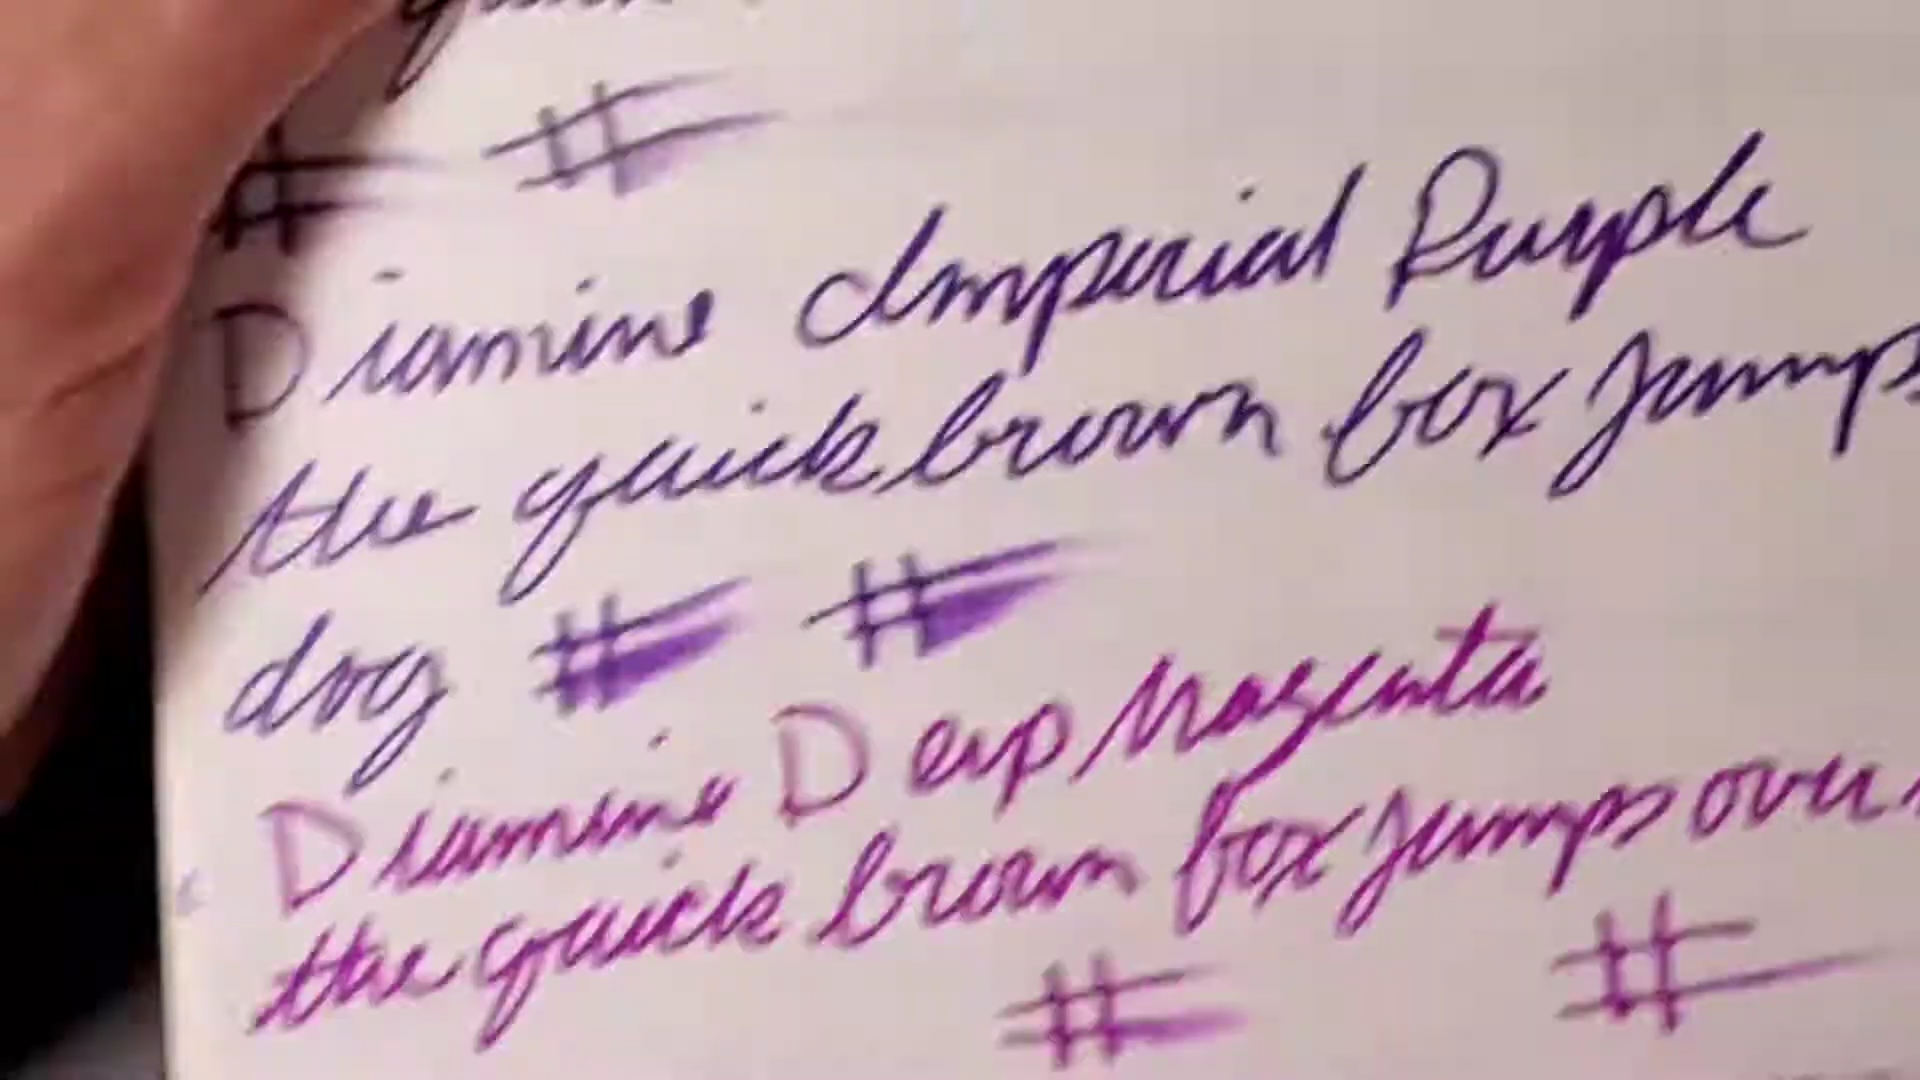 #
# #
Diamine Imperial Purple
the quick brown fox jumps
dog # #
Diamine Deep Magenta
the quick brown fox jumps over
# #